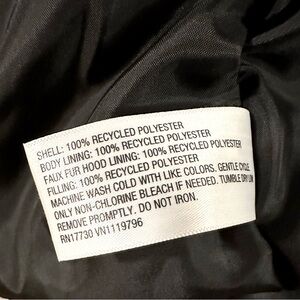 SHELL: 100% RECYCLED POLYESTER
BODY LINING: 100% RECYCLED POLYESTER
FAUX FUR HOOD LINING: 100% RECYCLED POLYESTER
FILLING: 100% RECYCLED POLYESTER
MACHINE WASH COLD WITH LIKE COLORS. GENTLE CYCLE
ONLY NON-CHLORINE BLEACH IF NEEDED. TUMBLE DRY LOW
REMOVE PROMPTLY. DO NOT IRON.
RN17730 VN1119796